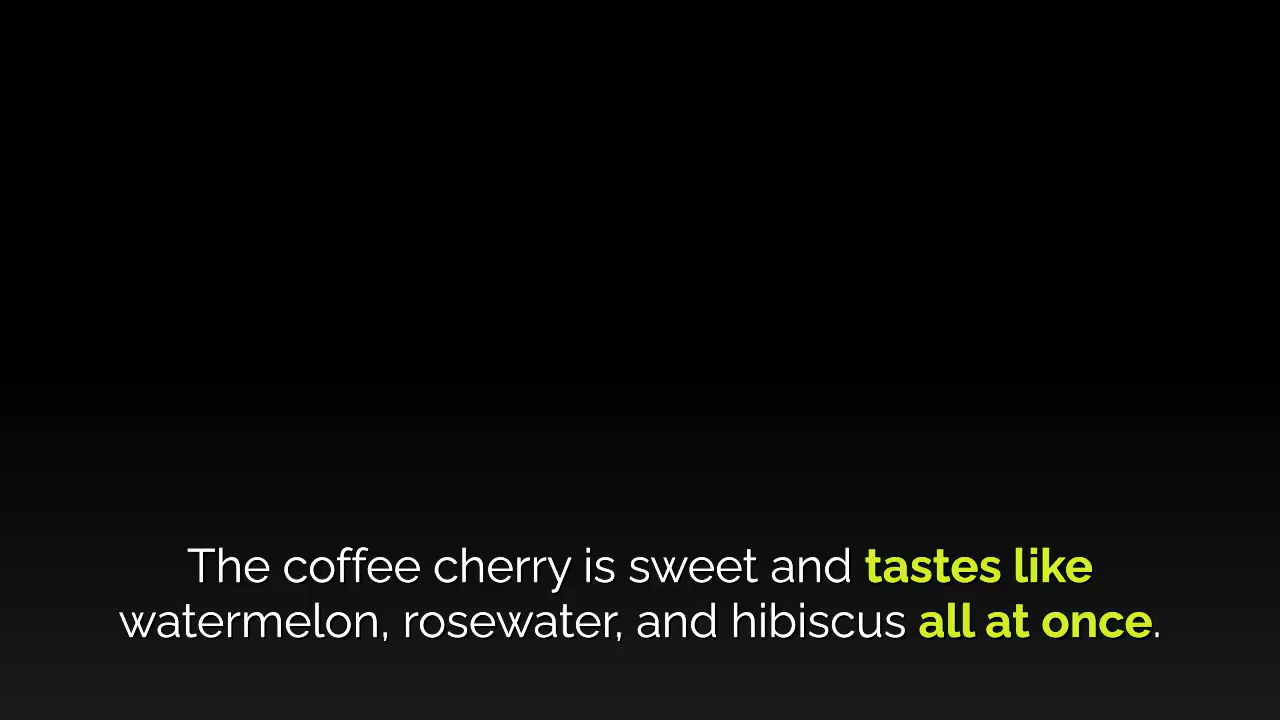 The coffee cherry is sweet and tastes like
watermelon, rosewater, and hibiscus all at once.